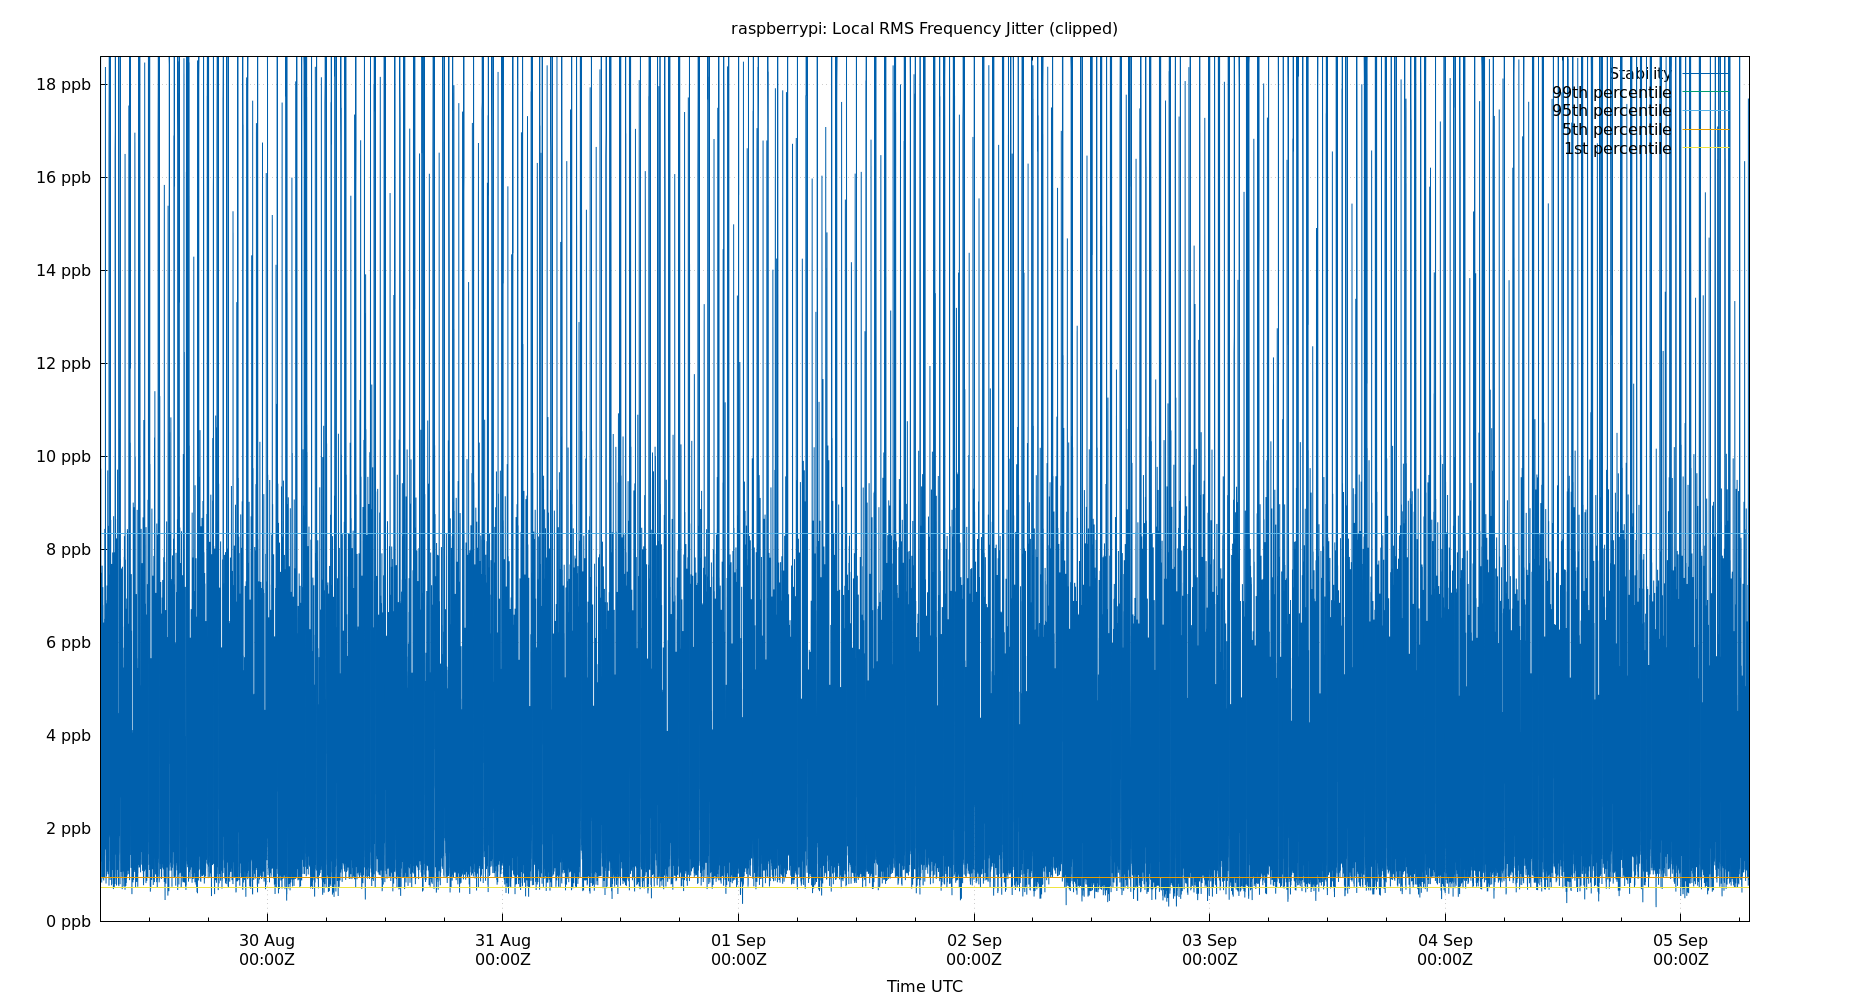 raspberrypi: Local RMS Frequency Jitter (clipped)
18 ppb
16 ppb
14 ppb
12 ppb
10 ppb
8 ppb
6 ppb
4 ppb
2 ppb
0 ppb
Stability
99th percentile
95th percentile
5th percentile
1st percentile
30 Aug
00:00Z
31 Aug
00:00Z
01 Sep
00:00Z
02 Sep
00:00Z
03 Sep
00:00Z
04 Sep
00:00Z
05 Sep
00:00Z
Time UTC